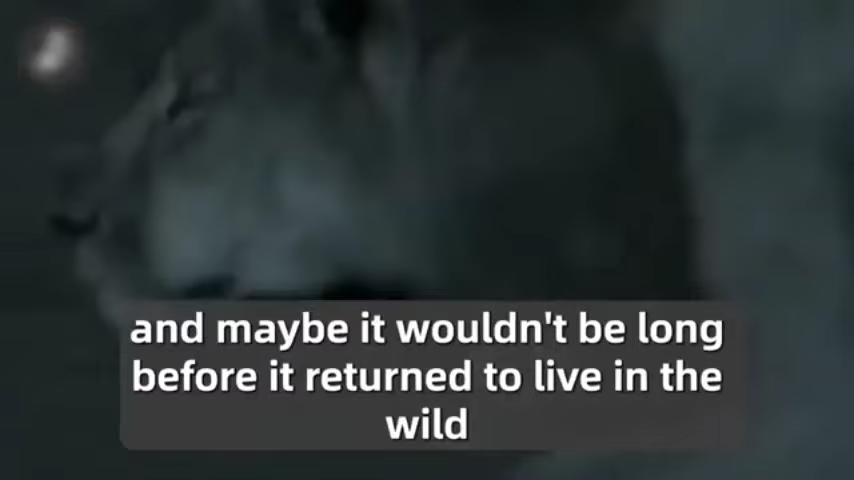 and maybe it wouldn't be long
before it returned to live in the
wild